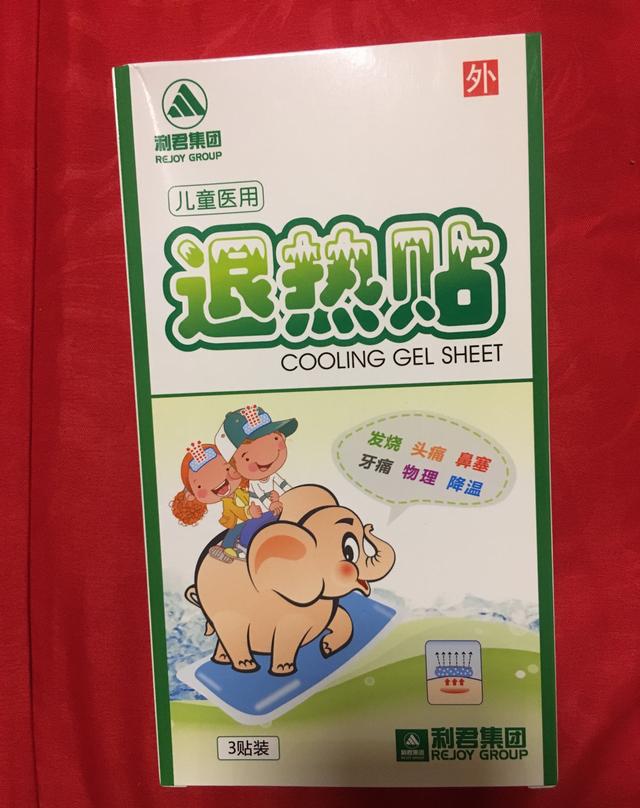 外
利君集团
REJOY GROUP
儿童医用
退热贴
COOLING GEL SHEET
发烧 头痛 鼻塞
牙痛 物理 降温
3贴装
利君集团
REJOY GROUP